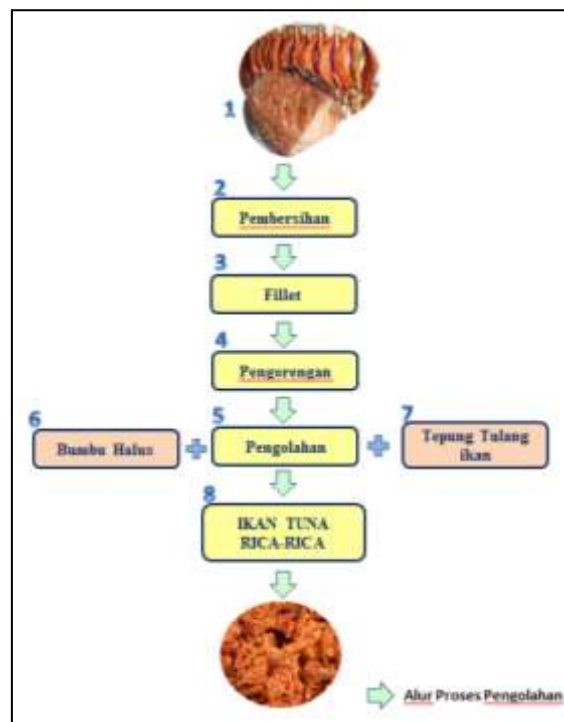 1
2
Pembersihan
3
Fillet
4
Pengorengan
6
5
7
Bumbu Halus
Pengolahan
Tepung Tulang
ikan
8
IKAN TUNA
RICA-RICA
Alur Proses Pengolahan